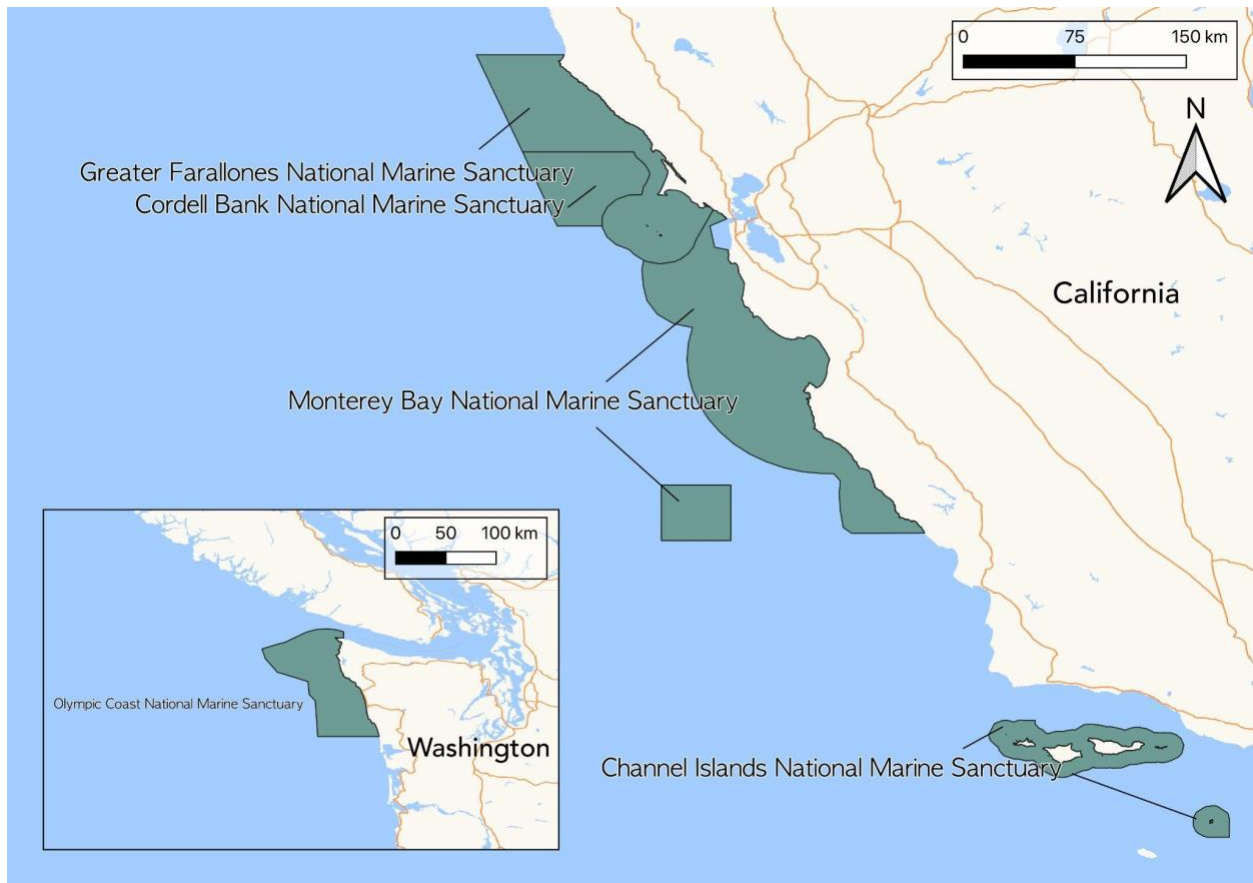 0 75 150 km
N
Greater Farallones National Marine Sanctuary
Cordell Bank National Marine Sanctuary
California
Monterey Bay National Marine Sanctuary
0 50 100 km
Olympic Coast National Marine Sanctuary
Washington
Channel Islands National Marine Sanctuary